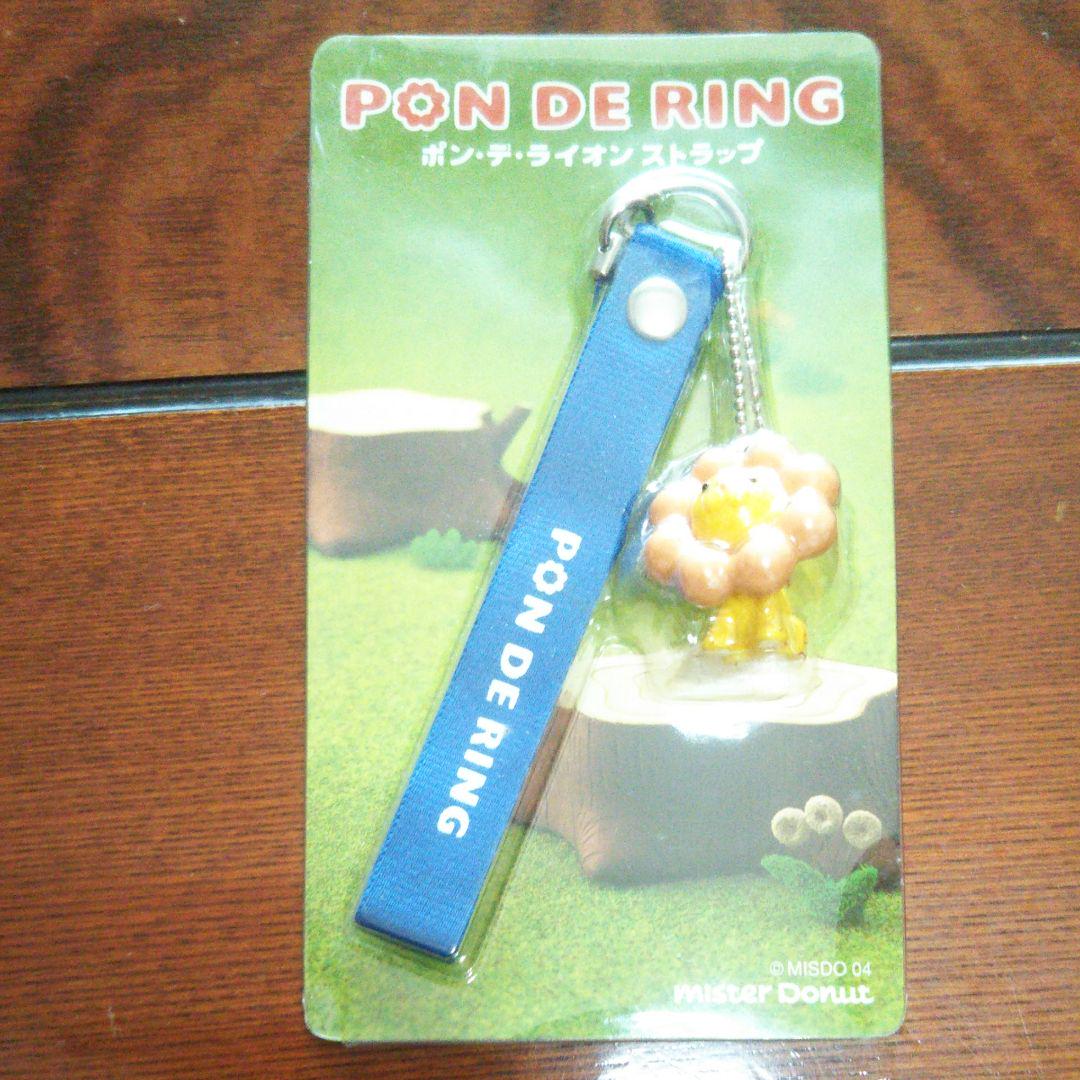 PON DE RING
ポン・デ・ライオン ストラップ
PON DE RING
© MISDO 04
mister Donut